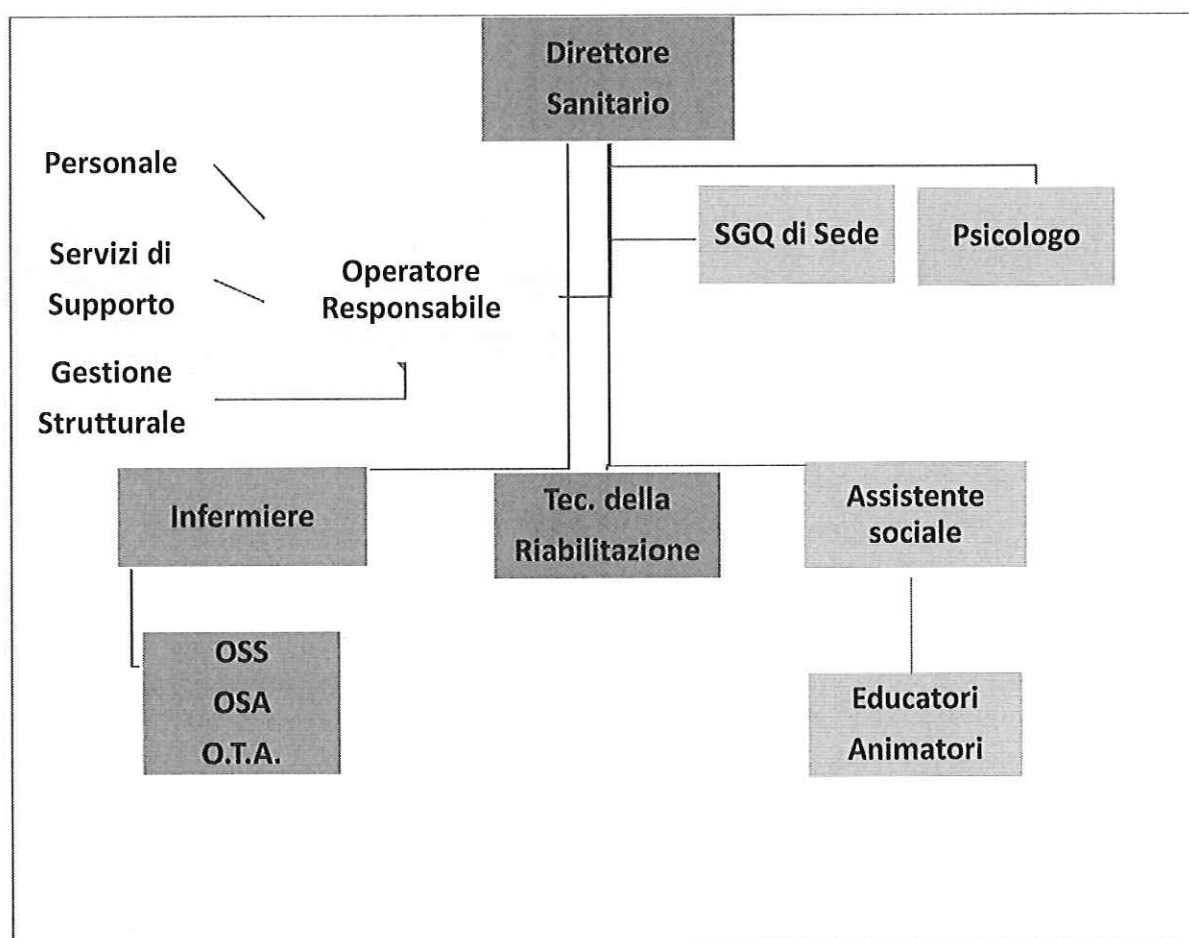 Direttore
Sanitario
Personale
Servizi di
Supporto
Gestione
Strutturale
Operatore
Responsabile
SGQ di Sede
Psicologo
Infermiere
Tec. della
Riabilitazione
Assistente
sociale
OSS
OSA
O.T.A.
Educatori
Animatori